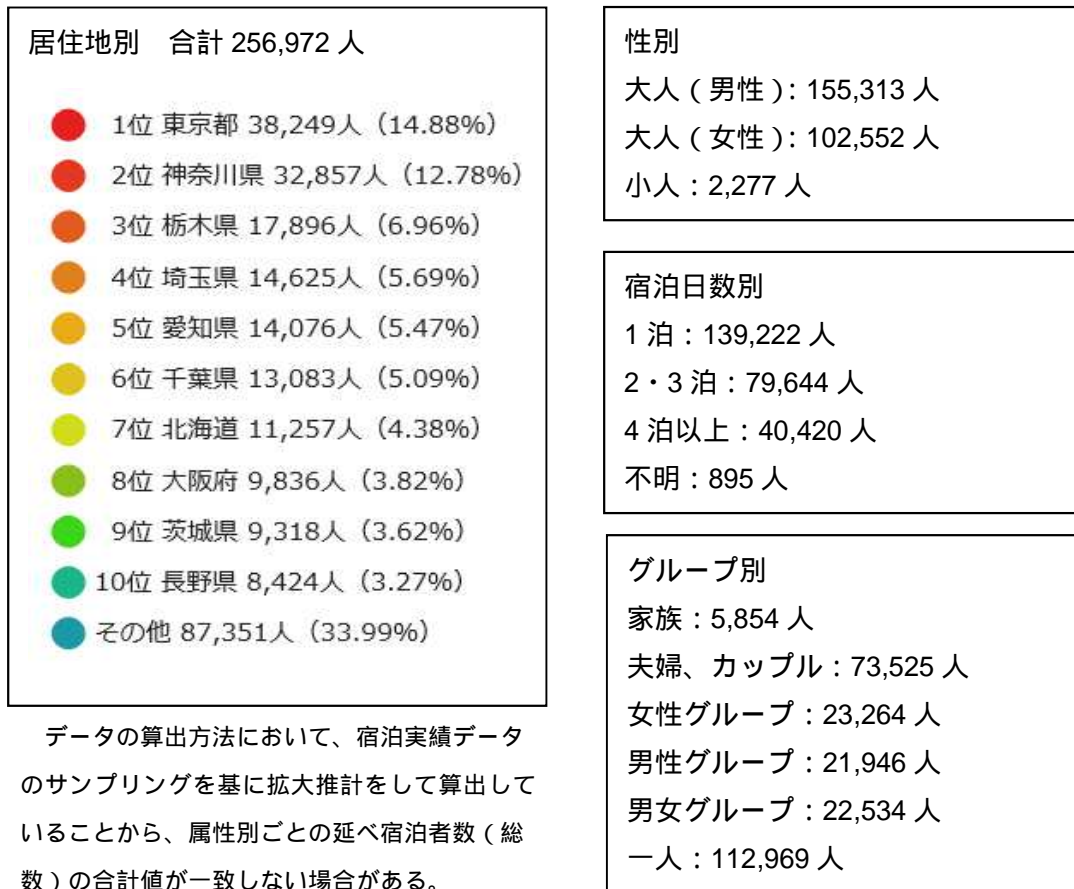 居住地別　合計 256,972 人
1位 東京都 38,249人（14.88%）
2位 神奈川県 32,857人（12.78%）
3位 栃木県 17,896人（6.96%）
4位 埼玉県 14,625人（5.69%）
5位 愛知県 14,076人（5.47%）
6位 千葉県 13,083人（5.09%）
7位 北海道 11,257人（4.38%）
8位 大阪府 9,836人（3.82%）
9位 茨城県 9,318人（3.62%）
10位 長野県 8,424人（3.27%）
その他 87,351人（33.99%）
データの算出方法において、宿泊実績データ
のサンプリングを基に拡大推計をして算出して
いることから、属性別ごとの延べ宿泊者数（総
数）の合計値が一致しない場合がある。
性別
大人（男性）：155,313 人
大人（女性）：102,552 人
小人：2,277 人
宿泊日数別
1 泊：139,222 人
2・3 泊：79,644 人
4 泊以上：40,420 人
不明：895 人
グループ別
家族：5,854 人
夫婦、カップル：73,525 人
女性グループ：23,264 人
男性グループ：21,946 人
男女グループ：22,534 人
一人：112,969 人